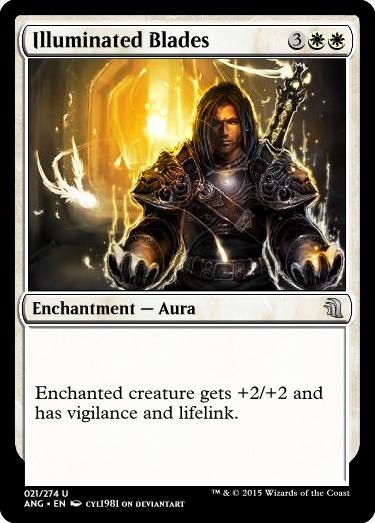 Illuminated Blades 3
Enchantment — Aura
Enchanted creature gets +2/+2 and
has vigilance and lifelink.
021/274 U
™ & © 2015 Wizards of the Coast
ANG • EN CYL1981 ON DEVIANTART